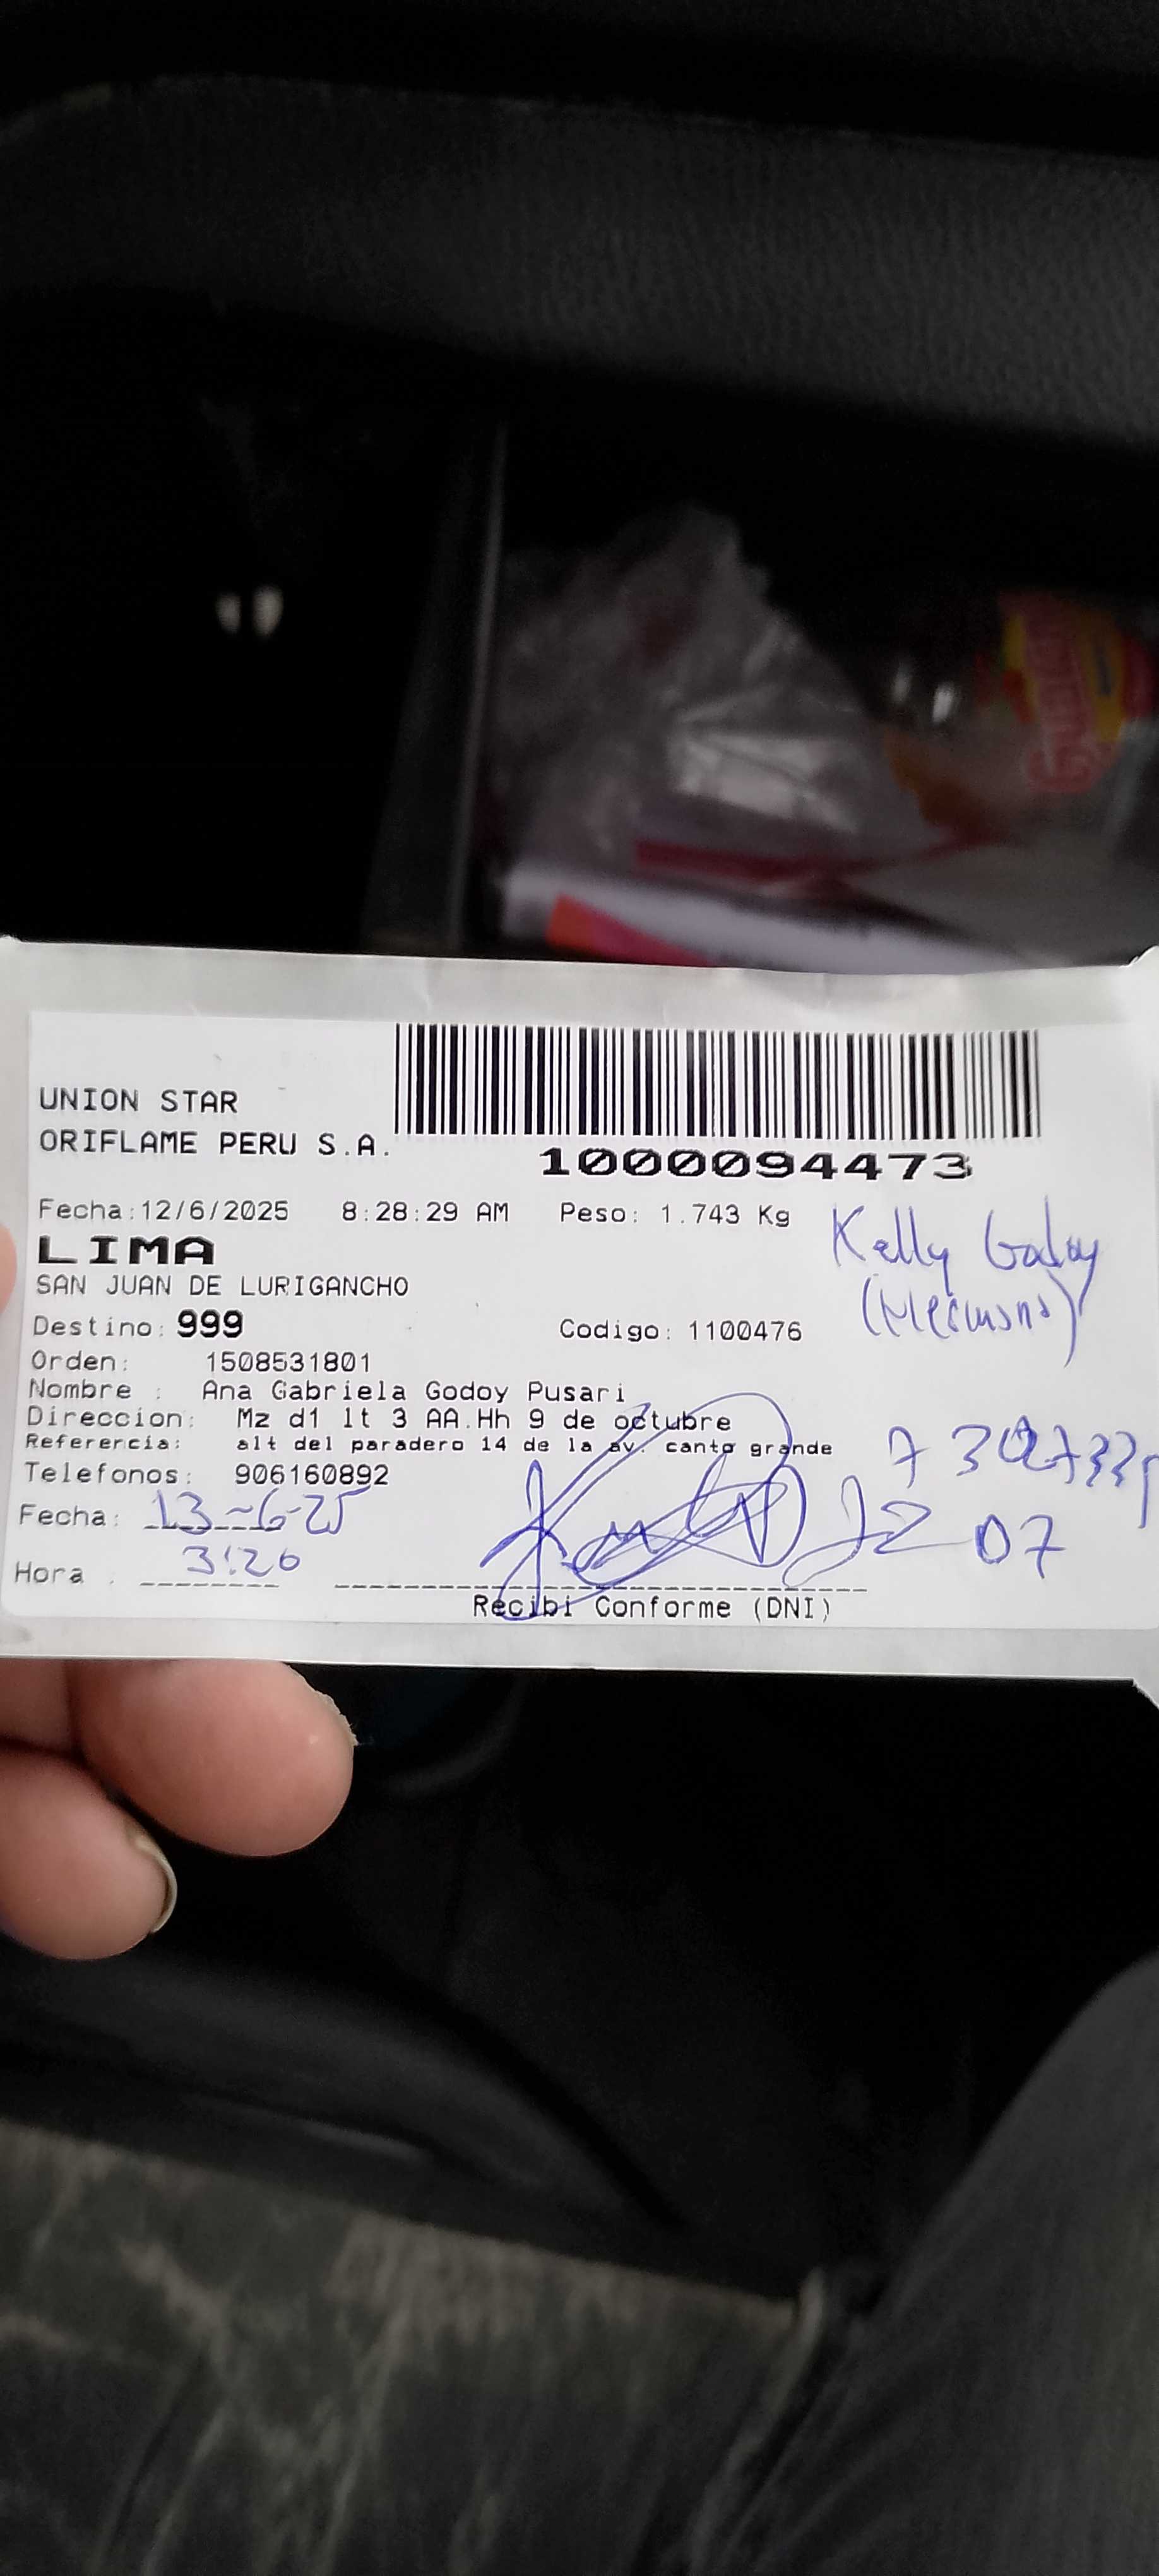 UNION STAR
ORIFLAME PERU S.A.
1000094473
Fecha:12/6/2025 8:28:29 AM Peso: 1.743 Kg
Kelly Godoy
LIMA
SAN JUAN DE LURIGANCHO
(Hermana)
Destino: 999 Codigo: 1100476
Orden: 1508531801
Nombre : Ana Gabriela Godoy Pusari
Direccion: Mz d1 lt 3 AA.Hh 9 de octubre
Referencia: alt del paradero 14 de la av. canto grande
Telefonos: 906160892
Fecha: 13-6-25
07
Hora : 3:20
Recibi Conforme (DNI)